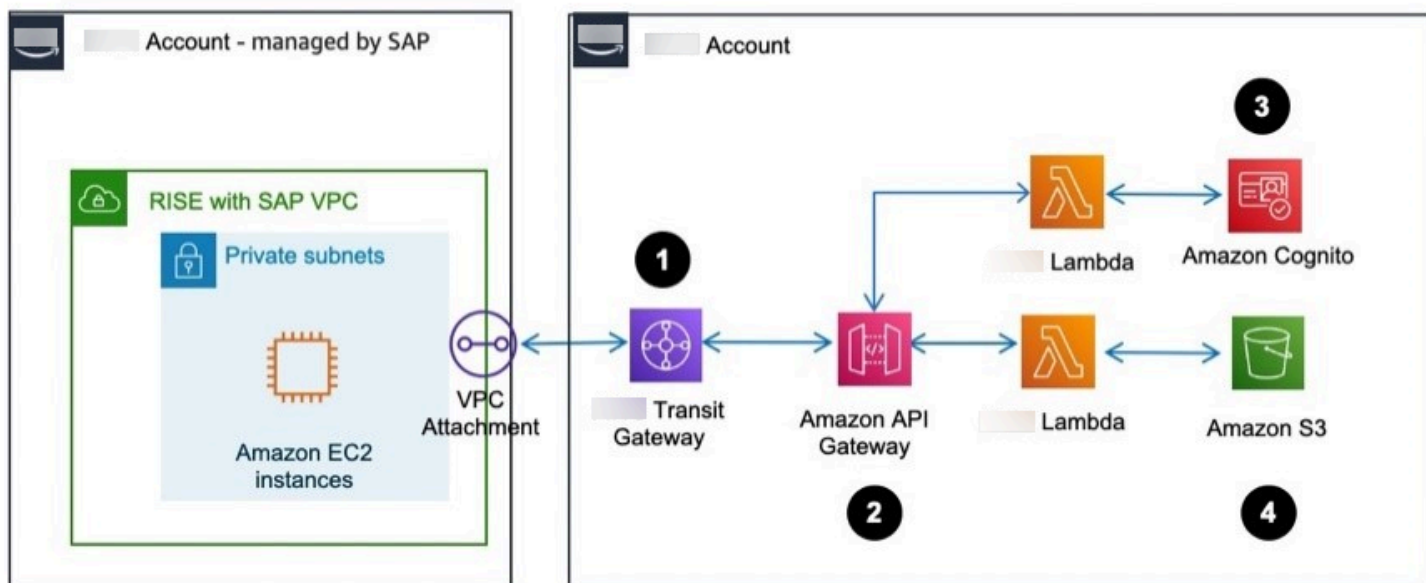 Account - managed by SAP
Account
3
RISE with SAP VPC
Private subnets
1
Lambda
Amazon Cognito
VPC
Attachment
Transit
Gateway
Amazon API
Gateway
Lambda
Amazon S3
Amazon EC2
instances
2
4